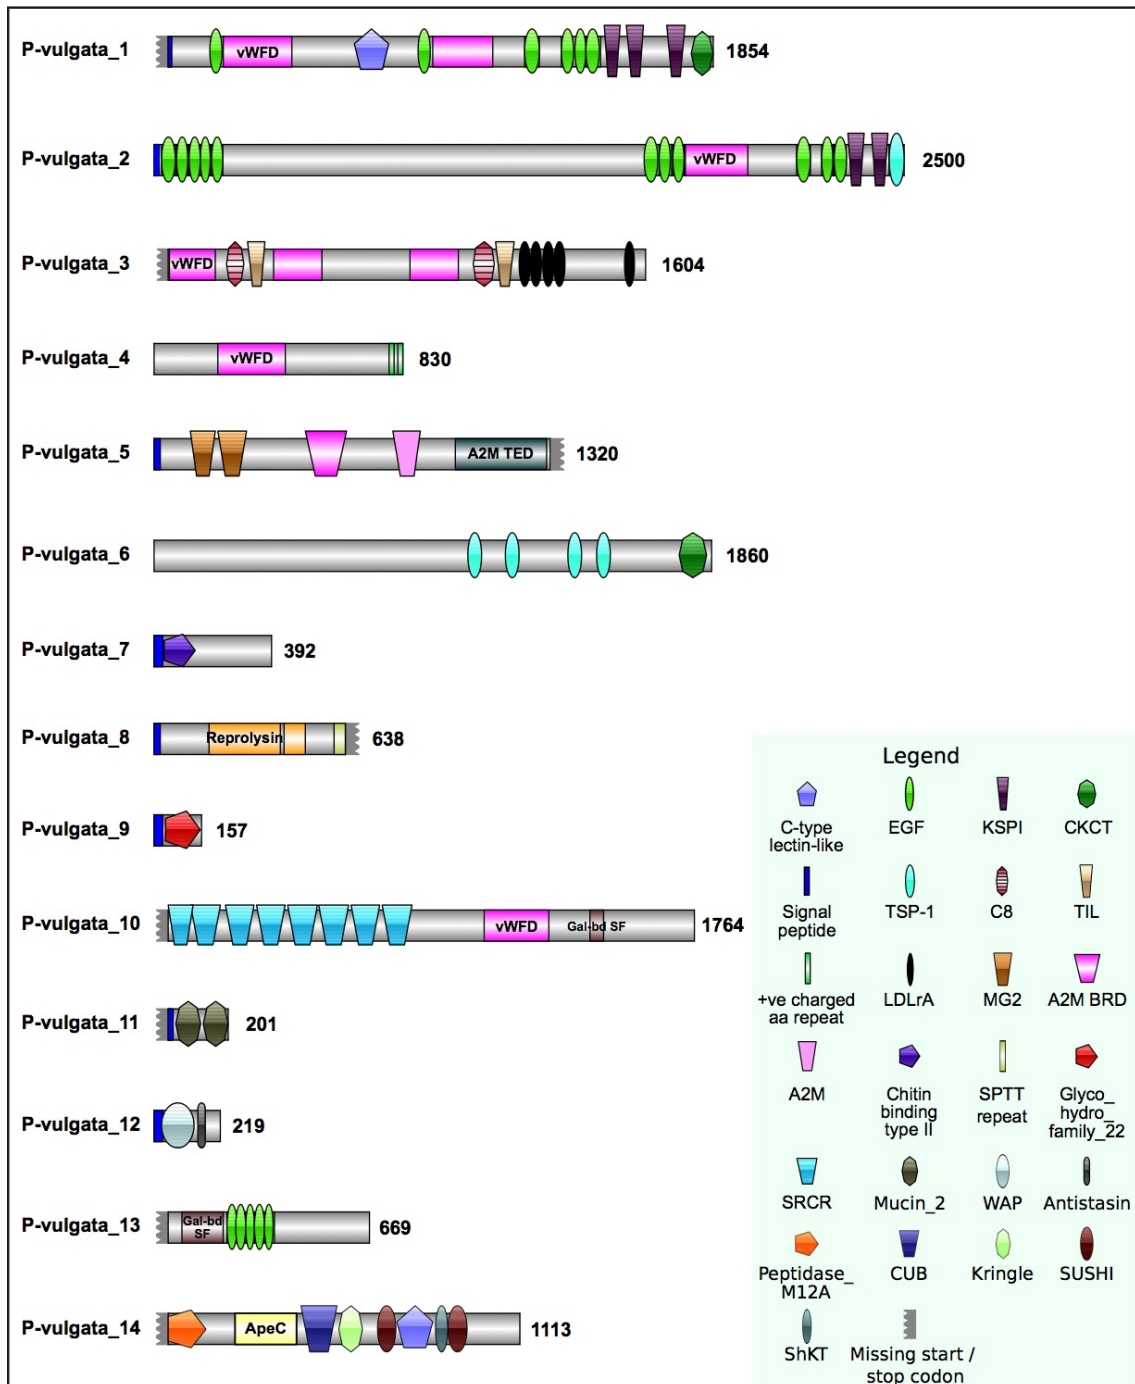 P-vulgata_1
vWFD
1854
P-vulgata_2
vWFD
2500
P-vulgata_3
vWFD
1604
P-vulgata_4
vWFD
830
P-vulgata_5
A2M TED
1320
P-vulgata_6
1860
P-vulgata_7
392
P-vulgata_8
Reprolysin
638
P-vulgata_9
157
P-vulgata_10
vWFD
Gal-bd SF
1764
P-vulgata_11
201
P-vulgata_12
219
P-vulgata_13
Gal-bd
SF
669
P-vulgata_14
ApeC
1113
Legend
C-type
lectin-like
EGF
KSPI
CKCT
Signal
peptide
TSP-1
C8
TIL
+ve charged
aa repeat
LDLrA
MG2
A2M BRD
A2M
Chitin
binding
type II
SPTT
repeat
Glyco_
hydro_
family_22
SRCR
Mucin_2
WAP
Antistasin
Peptidase_
M12A
CUB
Kringle
SUSHI
ShKT
Missing start /
stop codon